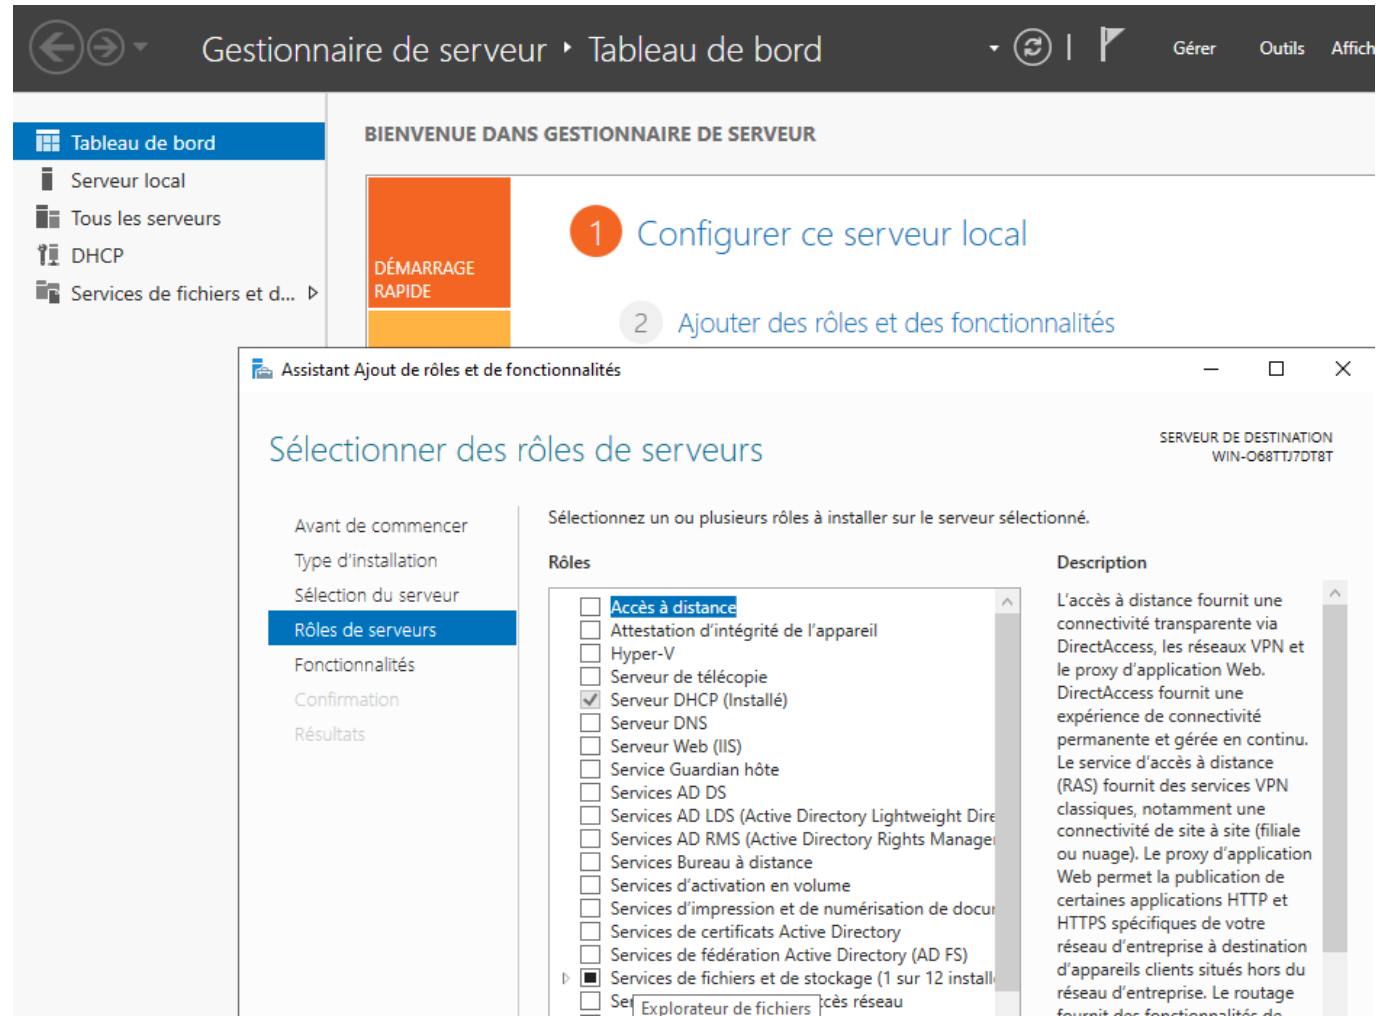 Gestionnaire de serveur ‣ Tableau de bord
Gérer
Outils
Affich
Tableau de bord
Serveur local
Tous les serveurs
DHCP
Services de fichiers et d...
BIENVENUE DANS GESTIONNAIRE DE SERVEUR
DÉMARRAGE
RAPIDE
1 Configurer ce serveur local
2 Ajouter des rôles et des fonctionnalités
Assistant Ajout de rôles et de fonctionnalités
Sélectionner des rôles de serveurs
SERVEUR DE DESTINATION
WIN-O68TTJ7DT8T
Avant de commencer
Type d'installation
Sélection du serveur
Rôles de serveurs
Fonctionnalités
Confirmation
Résultats
Sélectionnez un ou plusieurs rôles à installer sur le serveur sélectionné.
Rôles
Accès à distance
Attestation d'intégrité de l'appareil
Hyper-V
Serveur de télécopie
Serveur DHCP (Installé)
Serveur DNS
Serveur Web (IIS)
Service Guardian hôte
Services AD DS
Services AD LDS (Active Directory Lightweight Dire
Services AD RMS (Active Directory Rights Manage
Services Bureau à distance
Services d'activation en volume
Services d'impression et de numérisation de docu
Services de certificats Active Directory
Services de fédération Active Directory (AD FS)
Services de fichiers et de stockage (1 sur 12 install
Ser
ccès réseau
Explorateur de fichiers
Description
L'accès à distance fournit une
connectivité transparente via
DirectAccess, les réseaux VPN et
le proxy d'application Web.
DirectAccess fournit une
expérience de connectivité
permanente et gérée en continu.
Le service d'accès à distance
(RAS) fournit des services VPN
classiques, notamment une
connectivité de site à site (filiale
ou nuage). Le proxy d'application
Web permet la publication de
certaines applications HTTP et
HTTPS spécifiques de votre
réseau d'entreprise à destination
d'appareils clients situés hors du
réseau d'entreprise. Le routage
fournit des fonctionnalités de